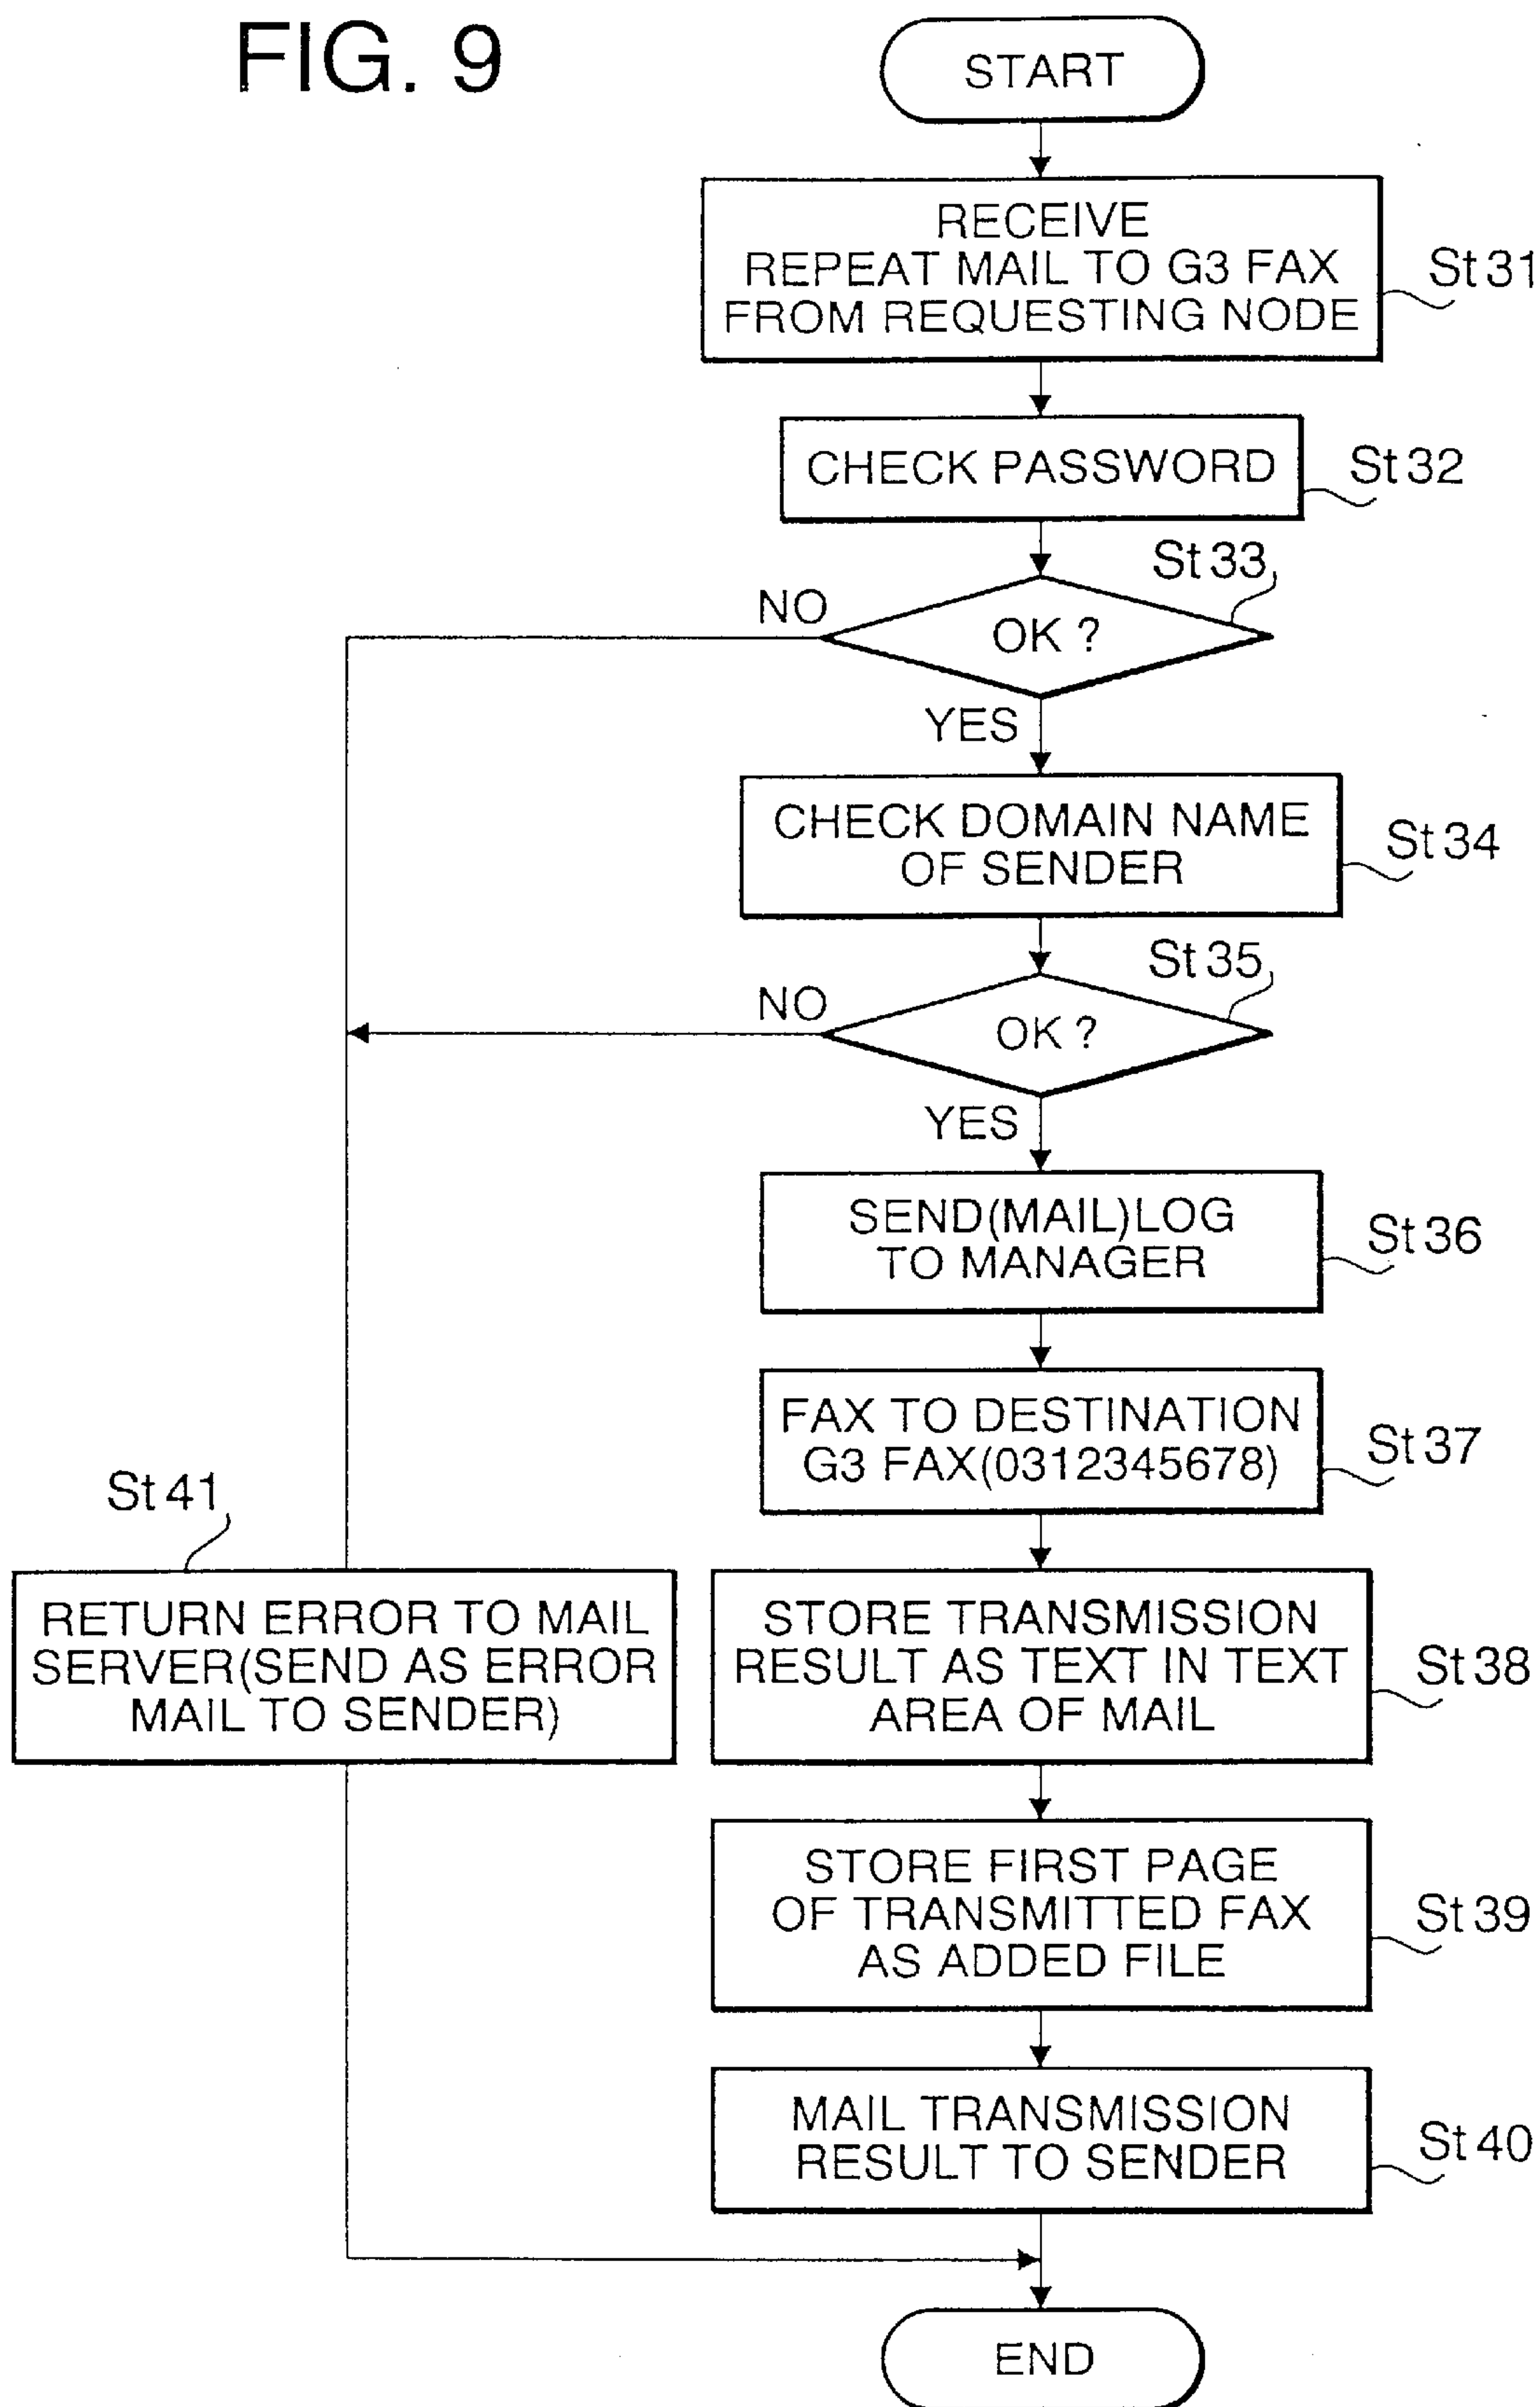 FIG. 9
START
RECEIVE
REPEAT MAIL TO G3 FAX
FROM REQUESTING NODE
St31
CHECK PASSWORD
St32
St33
NO
OK ?
YES
CHECK DOMAIN NAME
OF SENDER
St34
St35
NO
OK ?
YES
SEND(MAIL)LOG
TO MANAGER
St36
FAX TO DESTINATION
G3 FAX(0312345678)
St37
St41
RETURN ERROR TO MAIL
SERVER(SEND AS ERROR
MAIL TO SENDER)
STORE TRANSMISSION
RESULT AS TEXT IN TEXT
AREA OF MAIL
St38
STORE FIRST PAGE
OF TRANSMITTED FAX
AS ADDED FILE
St39
MAIL TRANSMISSION
RESULT TO SENDER
St40
END